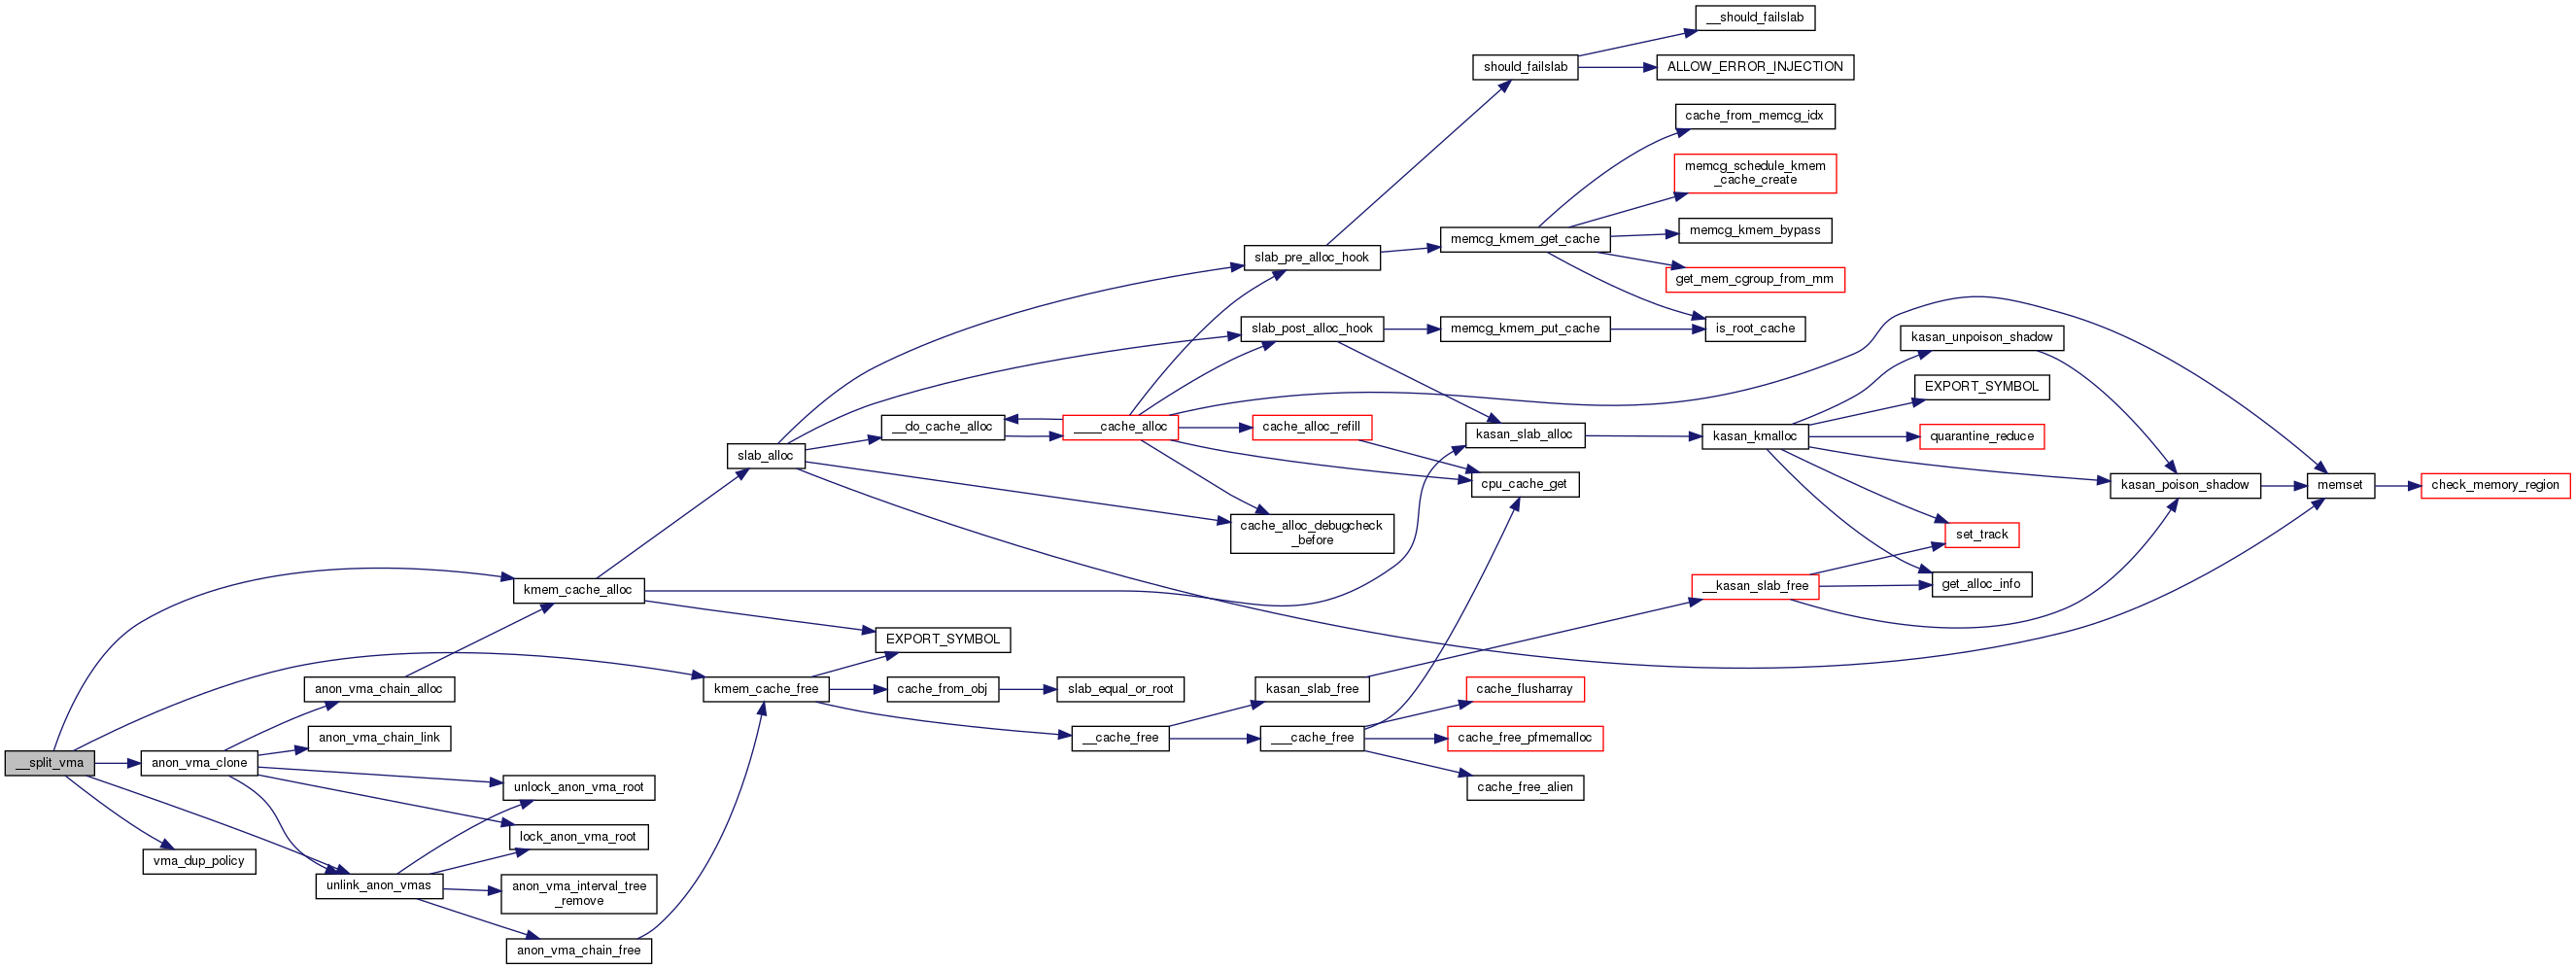 __should_failslab
should_failslab
ALLOW_ERROR_INJECTION
cache_from_memcg_idx
memcg_schedule_kmem
_cache_create
memcg_kmem_bypass
memcg_kmem_get_cache
slab_pre_alloc_hook
get_mem_cgroup_from_mm
slab_post_alloc_hook
memcg_kmem_put_cache
is_root_cache
kasan_unpoison_shadow
EXPORT_SYMBOL
__do_cache_alloc
____cache_alloc
cache_alloc_refill
kasan_slab_alloc
kasan_kmalloc
quarantine_reduce
slab_alloc
cpu_cache_get
kasan_poison_shadow
memset
check_memory_region
cache_alloc_debugcheck
_before
set_track
kmem_cache_alloc
__kasan_slab_free
get_alloc_info
EXPORT_SYMBOL
anon_vma_chain_alloc
kmem_cache_free
cache_from_obj
slab_equal_or_root
kasan_slab_free
cache_flusharray
anon_vma_chain_link
__cache_free
___cache_free
cache_free_pfmemalloc
__split_vma
anon_vma_clone
unlock_anon_vma_root
cache_free_alien
lock_anon_vma_root
vma_dup_policy
unlink_anon_vmas
anon_vma_interval_tree
_remove
anon_vma_chain_free